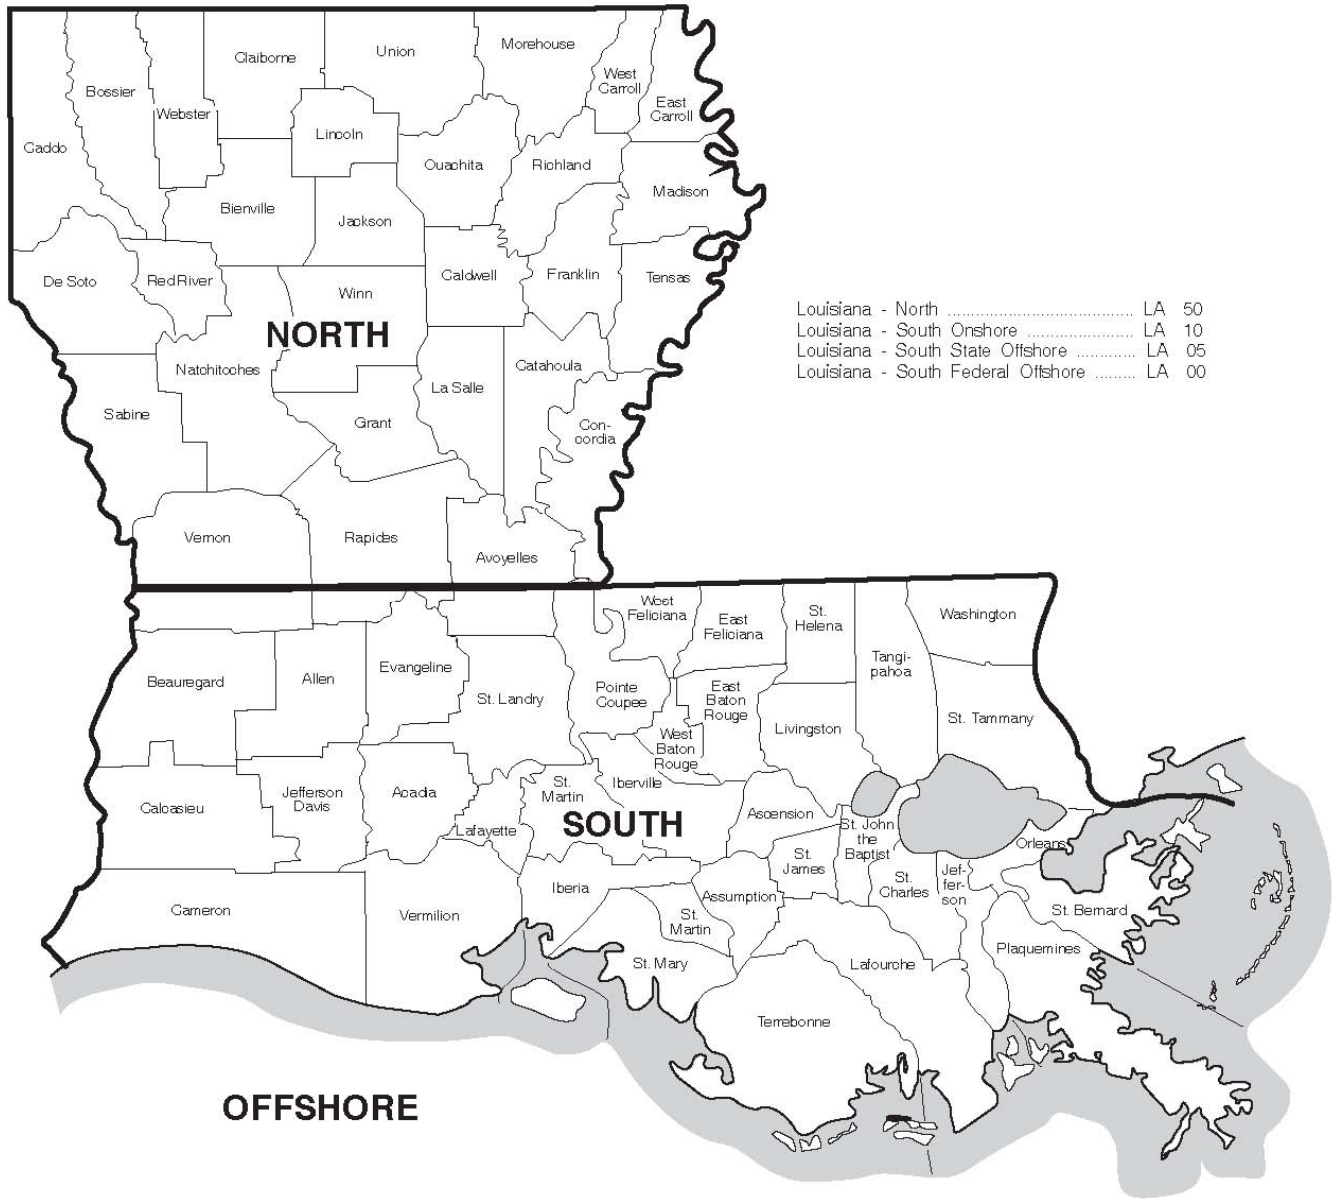 Claiborne
Union
Morehouse
West
Carroll
Bossier
Webster
East
Carroll
Lincoln
Caddo
Ouachita
Richland
Madison
Bienville
Jackson
De Soto
Red River
Caldwell
Franklin
Tensas
Winn
NORTH
Louisiana - North ................................... LA 50
Louisiana - South Onshore .................... LA 10
Louisiana - South State Offshore ............ LA 05
Louisiana - South Federal Offshore ........ LA 00
Natchitoches
La Salle
Catahoula
Sabine
Grant
Con-
cordia
Vernon
Rapides
Avoyelles
West
Feliciana
East
Feliciana
St.
Helena
Washington
Beauregard
Allen
Evangeline
St. Landry
Pointe
Coupee
East
Baton
Rouge
Tangi-
pahoa
Livingston
St. Tammany
West
Baton
Rouge
Calcasieu
Jefferson
Davis
Acadia
St.
Martin
Iberville
Lafayette
SOUTH
Ascension
St. John
the
Baptist
Orleans
St.
James
St.
Charles
Jef-
fer-
son
Cameron
Vermilion
Iberia
Assumption
St.
Martin
St. Bernard
Plaquemines
St. Mary
Lafourche
Terrebonne
OFFSHORE